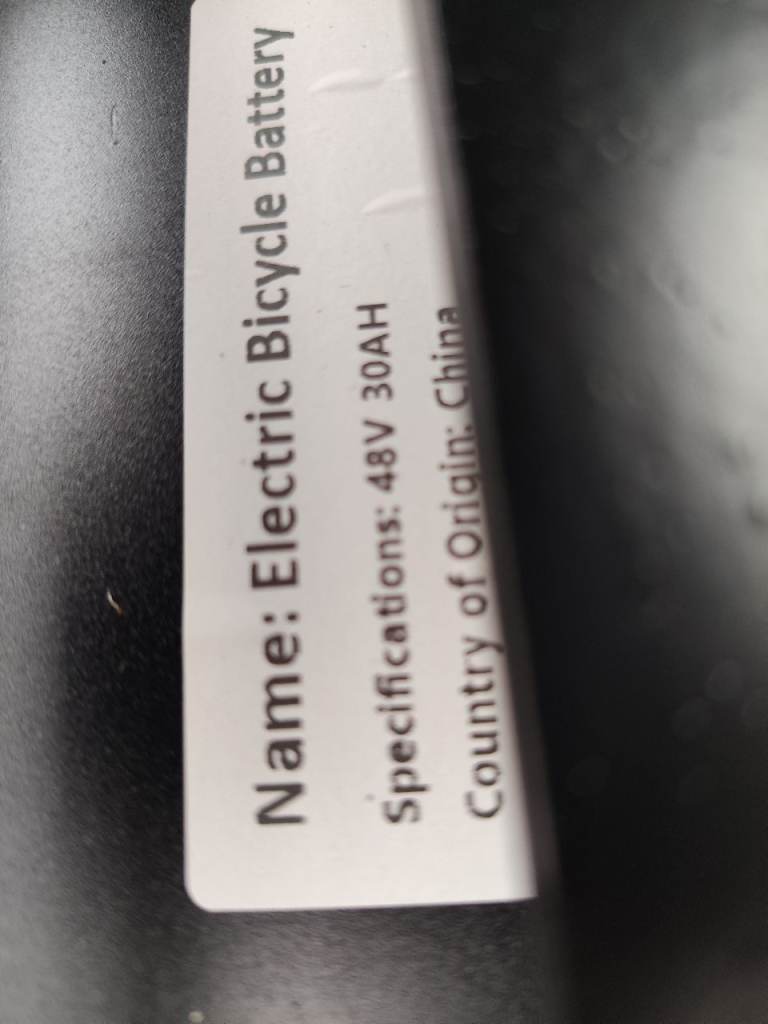 Name: Electric Bicycle Battery
Specifications: 48V 30AH
Country of Origin: China